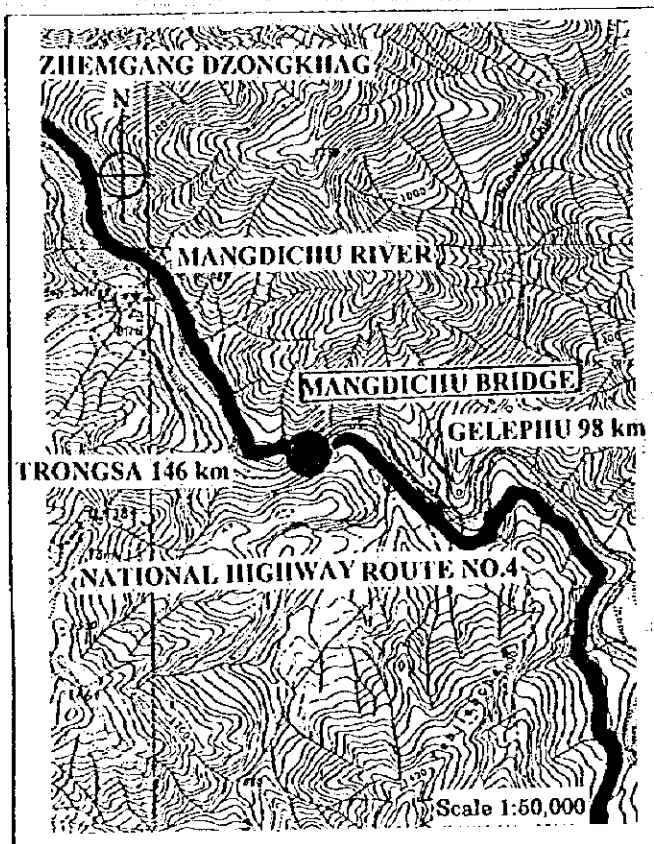 ZHEMGANG DZONGKHAG
N
1000
MANGDICHU RIVER
MANGDICHU BRIDGE
GELEPHU 98 km
TRONGSA 146 km
NATIONAL HIGHWAY ROUTE NO.4
Scale 1:50,000